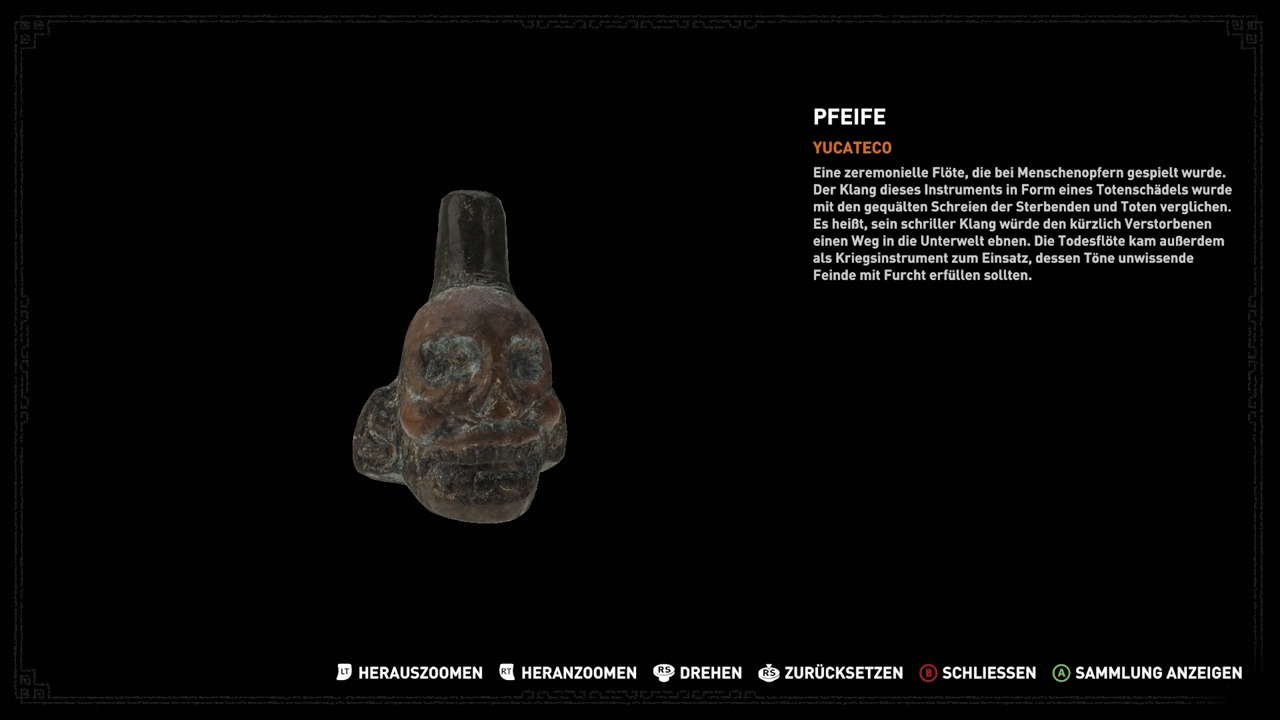 PFEIFE
YUCATECO
Eine zeremonielle Flöte, die bei Menschenopfern gespielt wurde.
Der Klang dieses Instruments in Form eines Totenschädels wurde
mit den gequälten Schreien der Sterbenden und Toten verglichen.
Es heißt, sein schriller Klang würde den kürzlich Verstorbenen
einen Weg in die Unterwelt ebnen. Die Todesflöte kam außerdem
als Kriegsinstrument zum Einsatz, dessen Töne unwissende
Feinde mit Furcht erfüllen sollten.
LT HERAUSZOOMEN RT HERANZOOMEN RS DREHEN RS ZURÜCKSETZEN B SCHLIESSEN A SAMMLUNG ANZEIGEN